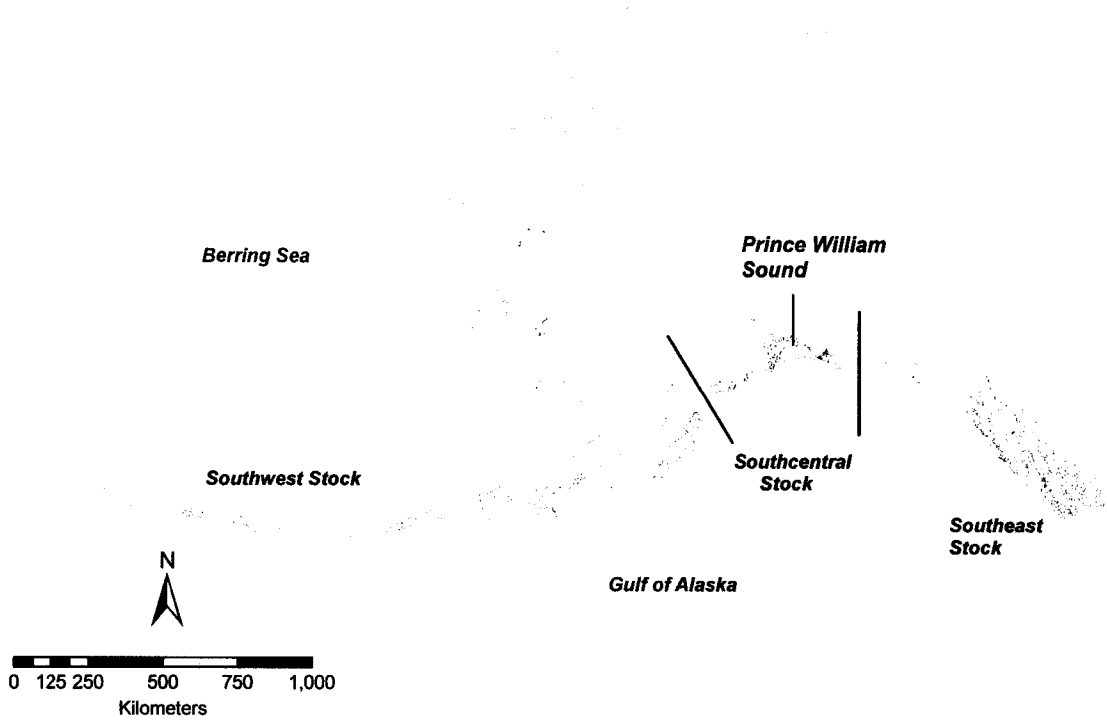 Prince William
Sound
Berring Sea
Southcentral
Stock
Southwest Stock
Southeast
Stock
N
Gulf of Alaska
0 125 250 500 750 1,000
Kilometers